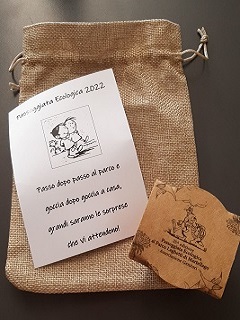 Passeggiata Ecologica 2022
Passo dopo passo al parco e
goccia dopo goccia a casa,
grandi saranno le sorprese
che vi attendono!
Passeggiata